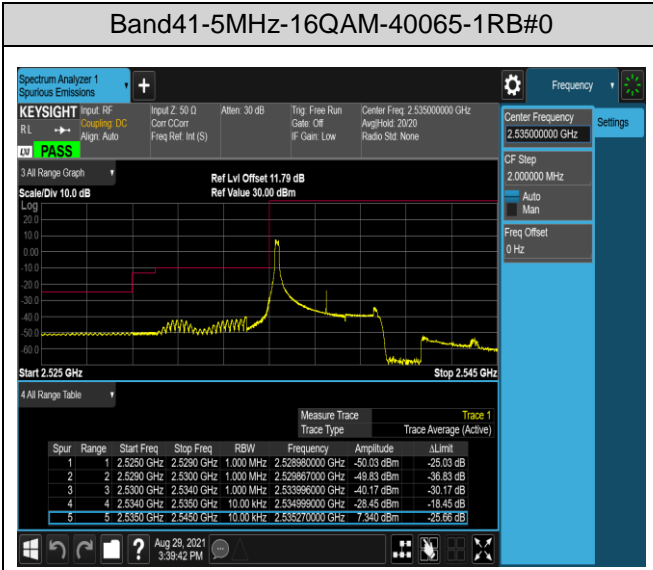 Band41-5MHz-16QAM-40065-1RB#0
Spectrum Analyzer 1
Spurious Emissions
+
Frequency
KEYSIGHT Input: RF Input Z: 50 Ω Atten: 30 dB Trig: Free Run Center Freq: 2.535000000 GHz
RL Coupling: DC Corr CCorr Gate: Off Avg|Hold: 20/20
Align: Auto Freq Ref: Int (S) IF Gain: Low Radio Std: None
LXI PASS
Center Frequency
2.535000000 GHz
Settings
CF Step
2.000000 MHz
Auto
Man
Freq Offset
0 Hz
3 All Range Graph
Ref Lvl Offset 11.79 dB
Scale/Div 10.0 dB Ref Value 30.00 dBm
Log
20.0
10.0
0.00
-10.0
-20.0
-30.0
-40.0
-50.0
-60.0
Start 2.525 GHz Stop 2.545 GHz
4 All Range Table
Measure Trace Trace 1
Trace Type Trace Average (Active)
Spur Range Start Freq Stop Freq RBW Frequency Amplitude ΔLimit
1 1 2.5250 GHz 2.5290 GHz 1.000 MHz 2.528980000 GHz -50.03 dBm -25.03 dB
2 2 2.5290 GHz 2.5300 GHz 1.000 MHz 2.529867000 GHz -49.83 dBm -36.83 dB
3 3 2.5300 GHz 2.5340 GHz 1.000 MHz 2.533996000 GHz -40.17 dBm -30.17 dB
4 4 2.5340 GHz 2.5350 GHz 10.00 kHz 2.534999000 GHz -28.45 dBm -18.45 dB
5 5 2.5350 GHz 2.5450 GHz 10.00 kHz 2.535270000 GHz 7.340 dBm -25.66 dB
?
Aug 29, 2021
3:39:42 PM